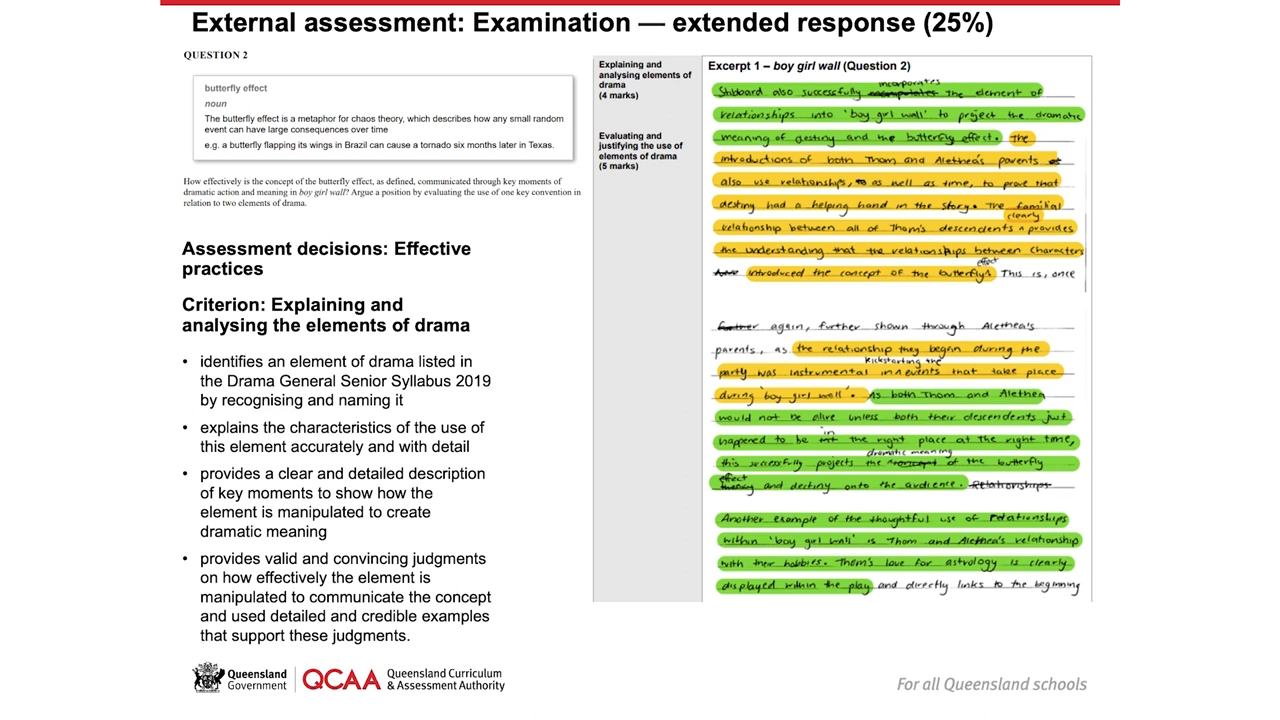 External assessment: Examination — extended response (25%)
QUESTION 2
butterfly effect
noun
The butterfly effect is a metaphor for chaos theory, which describes how any small random
event can have large consequences over time
e.g. a butterfly flapping its wings in Brazil can cause a tornado six months later in Texas.
How effectively is the concept of the butterfly effect, as defined, communicated through key moments of
dramatic action and meaning in boy girl wall? Argue a position by evaluating the use of one key convention in
relation to two elements of drama.
Assessment decisions: Effective
practices
Criterion: Explaining and
analysing the elements of drama
• identifies an element of drama listed in
the Drama General Senior Syllabus 2019
by recognising and naming it
• explains the characteristics of the use of
this element accurately and with detail
• provides a clear and detailed description
of key moments to show how the
element is manipulated to create
dramatic meaning
• provides valid and convincing judgments
on how effectively the element is
manipulated to communicate the concept
and used detailed and credible examples
that support these judgments.
Explaining and
analysing elements of
drama
(4 marks)
Evaluating and
justifying the use of
elements of drama
(5 marks)
Excerpt 1 – boy girl wall (Question 2)
incorporates
also successfully the element of
relationships into 'boy girl wall' to project the dramatic
meaning of destiny and the butterfly effect. The
introductions of both Thom and Alethea's parents
also use relationships, as well as time, to prove that
destiny had a helping hand in the story. The familial
clearly
relationship between all of Thom's descendents ^ provides
the understanding that the relationships between characters
effect
introduced the concept of the butterfly. This is, once
further again, further shown through Alethea's
parents, as the relationship they begin during the
kickstarting the
party was instrumental in ^ events that take place
during 'boy girl wall'. As both Thom and Alethea
would not be alive unless both their descendents just
in
happened to be the right place at the right time,
dramatic meaning
this successfully projects the concept of the butterfly
effect
and destiny onto the audience. Relationships
Another example of the thoughtful use of relationships
within 'boy girl wall' is Thom and Alethea's relationship
with their hobbies. Thom's love for astrology is clearly
displayed within the play and directly links to the beginning
Queensland
Government
QCAA
Queensland Curriculum
& Assessment Authority
For all Queensland schools